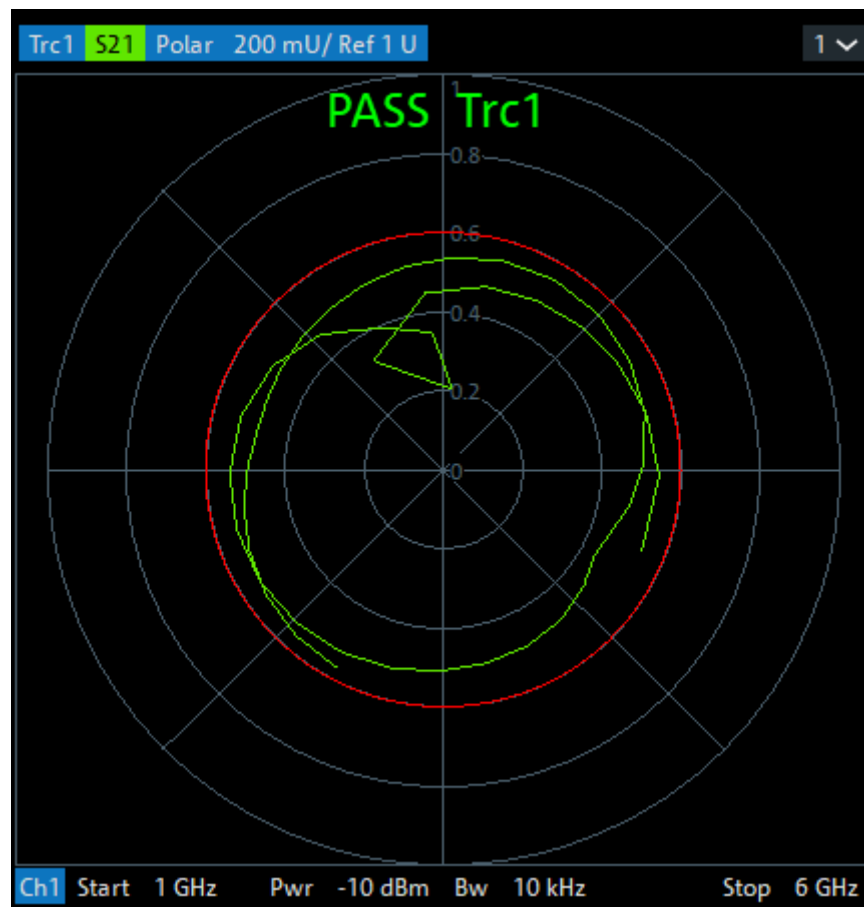 Trc1 S21 Polar 200 mU/ Ref 1 U 1
PASS Trc1
1
0.8
0.6
0.4
0.2
0
Ch1 Start 1 GHz Pwr -10 dBm Bw 10 kHz Stop 6 GHz